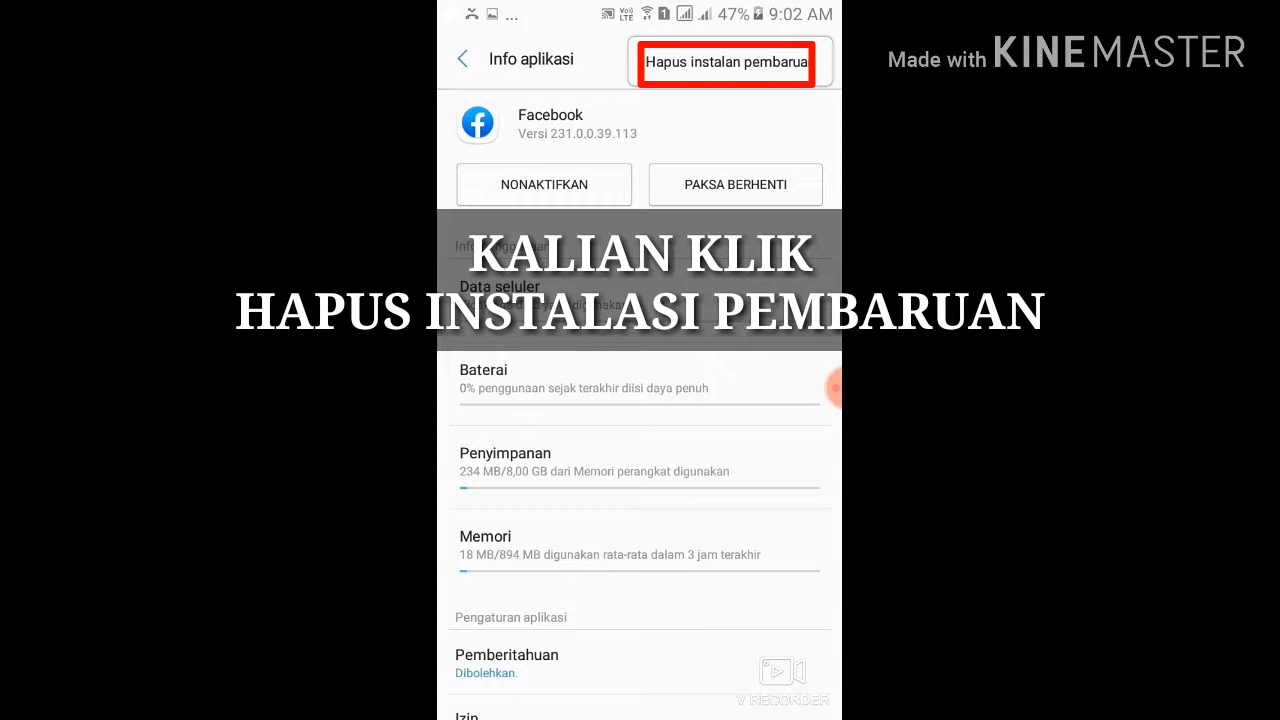 ... Vo) LTE 1 47% 9:02 AM
Made with KINEMASTER
Info aplikasi
Hapus instalan pembarua
Facebook
Versi 231.0.0.39.113
NONAKTIFKAN PAKSA BERHENTI
KALIAN KLIK
Data seluler
HAPUS INSTALASI PEMBARUAN
Baterai
0% penggunaan sejak terakhir diisi daya penuh
Penyimpanan
234 MB/8,00 GB dari Memori perangkat digunakan
Memori
18 MB/894 MB digunakan rata-rata dalam 3 jam terakhir
Pengaturan aplikasi
Pemberitahuan
Dibolehkan.
V RECORDER
Izin